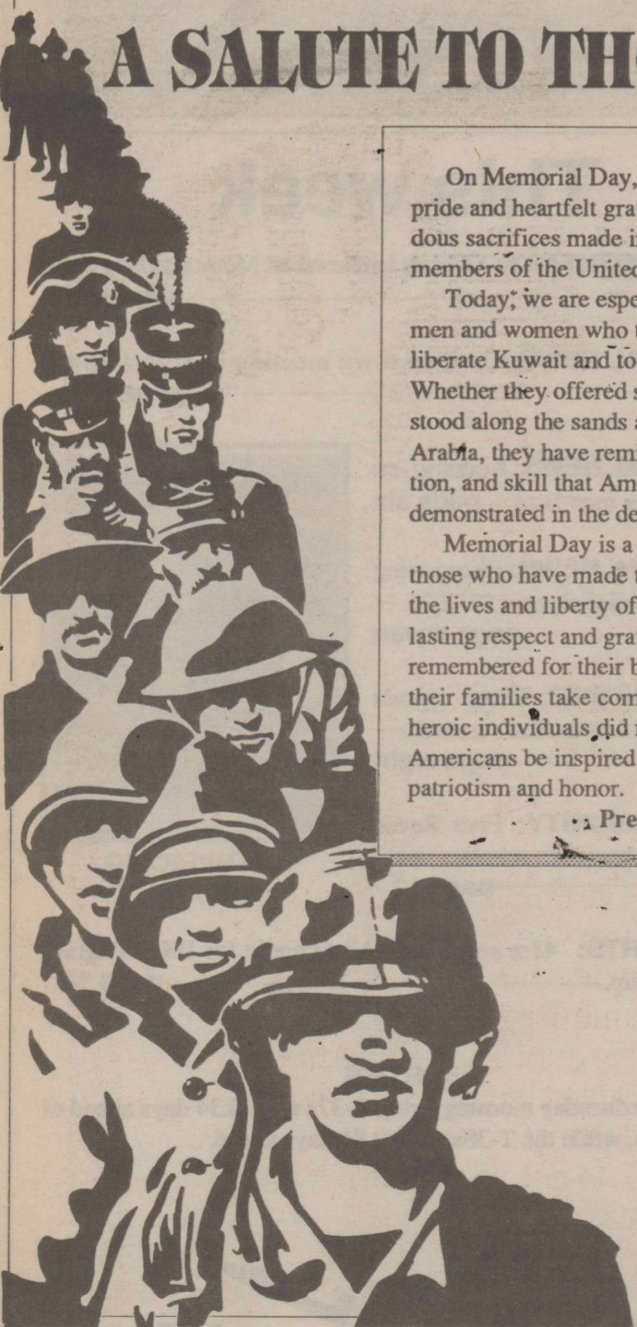 A SALUTE TO TH
On Memorial Day,
pride and heartfelt gra
dous sacrifices made i
members of the United
Today, we are espe
men and women who t
liberate Kuwait and to
Whether they offered s
stood along the sands a
Arabia, they have remi
tion, and skill that Am
demonstrated in the de
Memorial Day is a
those who have made t
the lives and liberty of
lasting respect and grat
remembered for their b
their families take com
heroic individuals did n
Americans be inspired
patriotism and honor.
Pre